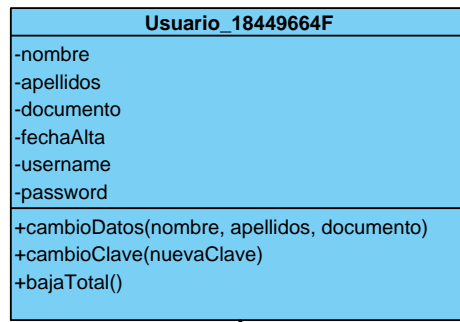 Usuario_18449664F
-nombre
-apellidos
-documento
-fechaAlta
-username
-password
+cambioDatos(nombre, apellidos, documento)
+cambioClave(nuevaClave)
+bajaTotal()